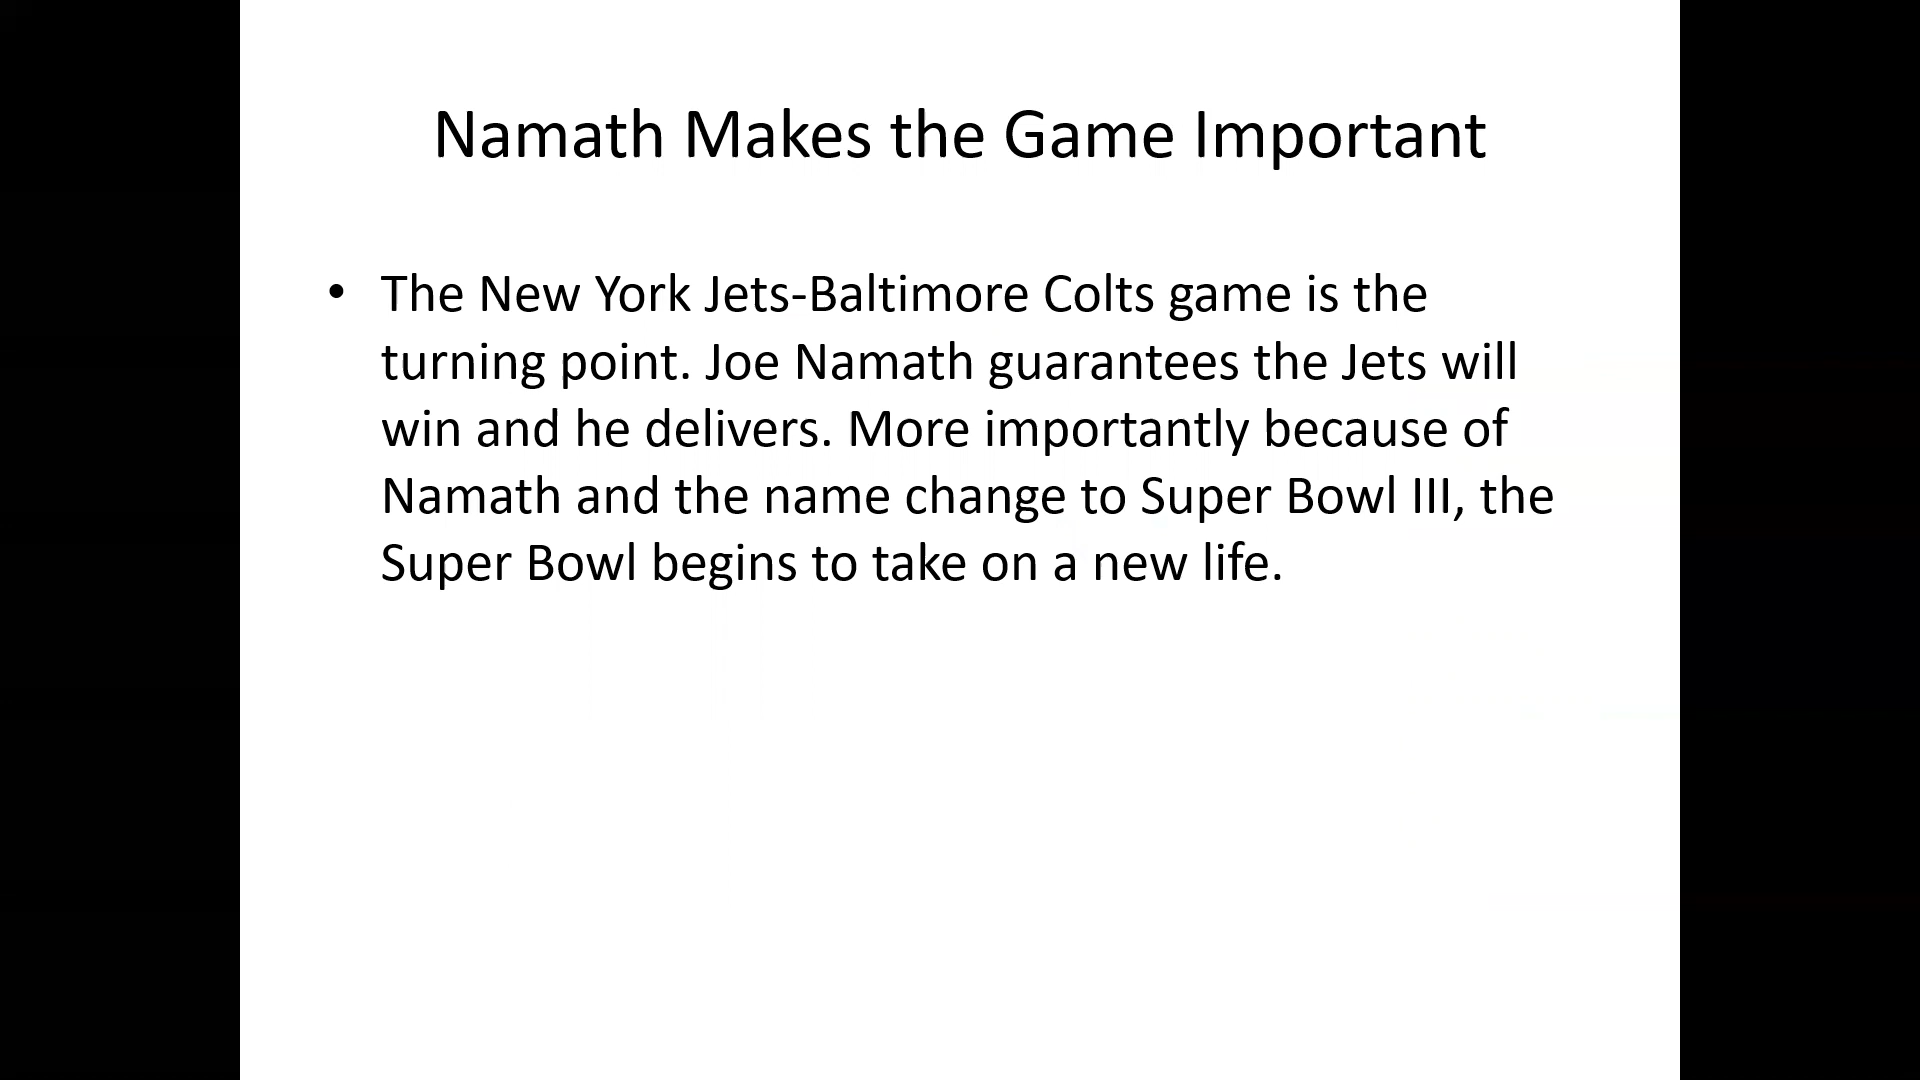 Namath Makes the Game Important
• The New York Jets-Baltimore Colts game is the
turning point. Joe Namath guarantees the Jets will
win and he delivers. More importantly because of
Namath and the name change to Super Bowl III, the
Super Bowl begins to take on a new life.